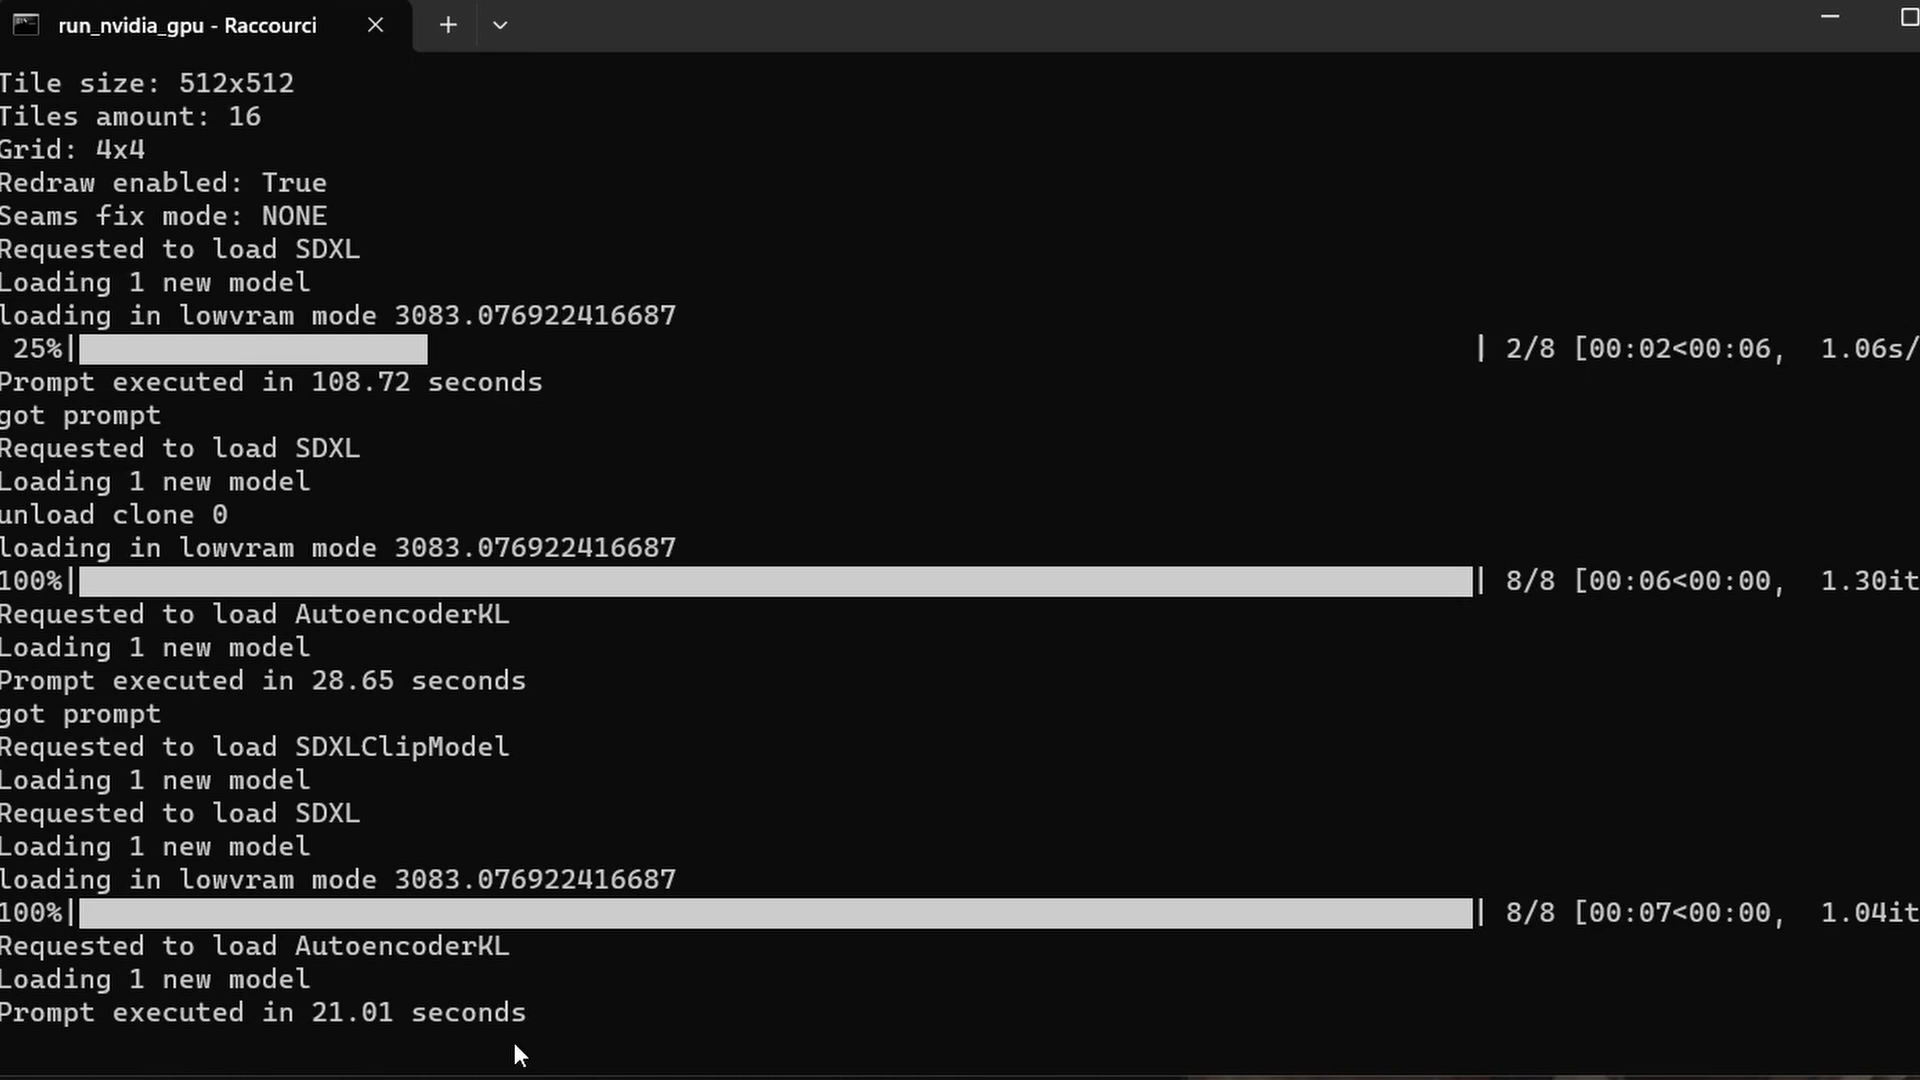 run_nvidia_gpu - Raccourci
Tile size: 512x512
Tiles amount: 16
Grid: 4x4
Redraw enabled: True
Seams fix mode: NONE
Requested to load SDXL
Loading 1 new model
loading in lowvram mode 3083.076922416687
25%| | 2/8 [00:02<00:06, 1.06s/
Prompt executed in 108.72 seconds
got prompt
Requested to load SDXL
Loading 1 new model
unload clone 0
loading in lowvram mode 3083.076922416687
100%| | 8/8 [00:06<00:00, 1.30it
Requested to load AutoencoderKL
Loading 1 new model
Prompt executed in 28.65 seconds
got prompt
Requested to load SDXLClipModel
Loading 1 new model
Requested to load SDXL
Loading 1 new model
loading in lowvram mode 3083.076922416687
100%| | 8/8 [00:07<00:00, 1.04it
Requested to load AutoencoderKL
Loading 1 new model
Prompt executed in 21.01 seconds